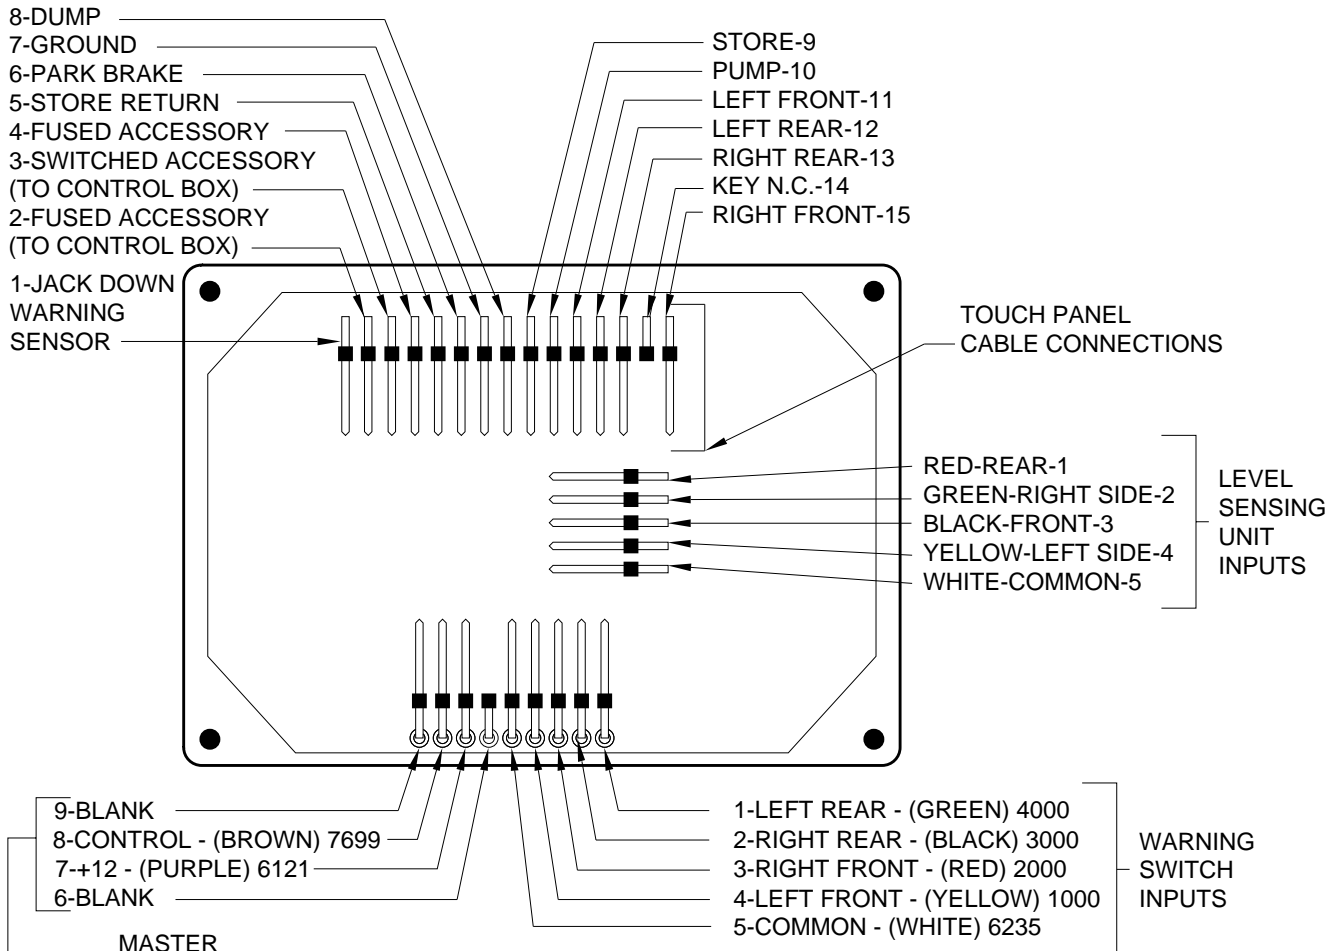 8-DUMP
7-GROUND
6-PARK BRAKE
5-STORE RETURN
4-FUSED ACCESSORY
3-SWITCHED ACCESSORY
(TO CONTROL BOX)
2-FUSED ACCESSORY
(TO CONTROL BOX)
1-JACK DOWN
WARNING
SENSOR
STORE-9
PUMP-10
LEFT FRONT-11
LEFT REAR-12
RIGHT REAR-13
KEY N.C.-14
RIGHT FRONT-15
TOUCH PANEL
CABLE CONNECTIONS
RED-REAR-1
GREEN-RIGHT SIDE-2
BLACK-FRONT-3
YELLOW-LEFT SIDE-4
WHITE-COMMON-5
LEVEL
SENSING
UNIT
INPUTS
9-BLANK
8-CONTROL - (BROWN) 7699
7-+12 - (PURPLE) 6121
6-BLANK
MASTER
1-LEFT REAR - (GREEN) 4000
2-RIGHT REAR - (BLACK) 3000
3-RIGHT FRONT - (RED) 2000
4-LEFT FRONT - (YELLOW) 1000
5-COMMON - (WHITE) 6235
WARNING
SWITCH
INPUTS